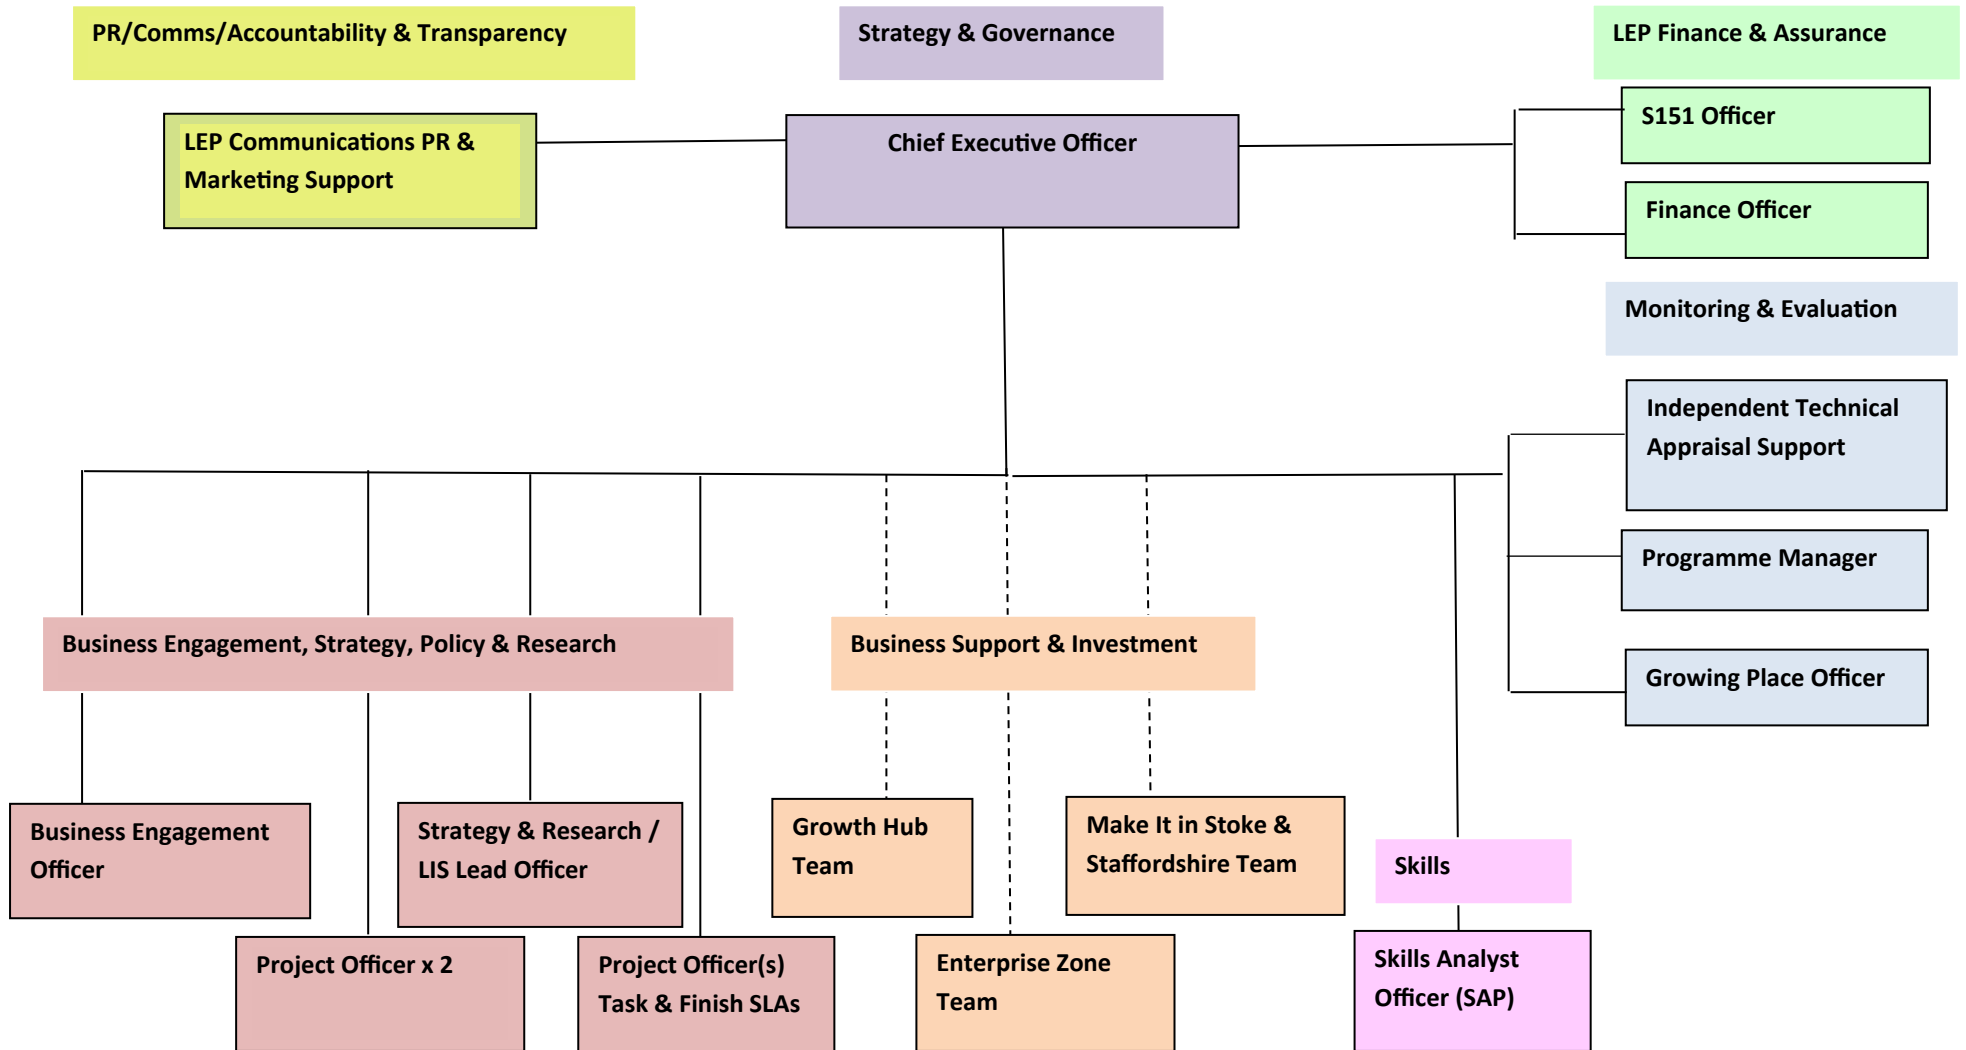 PR/Comms/Accountability & Transparency
Strategy & Governance
LEP Finance & Assurance
LEP Communications PR &
Marketing Support
Chief Executive Officer
S151 Officer
Finance Officer
Monitoring & Evaluation
Independent Technical
Appraisal Support
Programme Manager
Growing Place Officer
Business Engagement, Strategy, Policy & Research
Business Support & Investment
Business Engagement
Officer
Strategy & Research /
LIS Lead Officer
Growth Hub
Team
Make It in Stoke &
Staffordshire Team
Skills
Project Officer x 2
Project Officer(s)
Task & Finish SLAs
Enterprise Zone
Team
Skills Analyst
Officer (SAP)